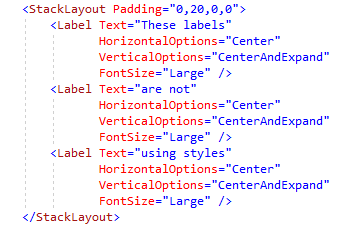 <StackLayout Padding="0,20,0,0">
<Label Text="These labels"
HorizontalOptions="Center"
VerticalOptions="CenterAndExpand"
FontSize="Large" />
<Label Text="are not"
HorizontalOptions="Center"
VerticalOptions="CenterAndExpand"
FontSize="Large" />
<Label Text="using styles"
HorizontalOptions="Center"
VerticalOptions="CenterAndExpand"
FontSize="Large" />
</StackLayout>